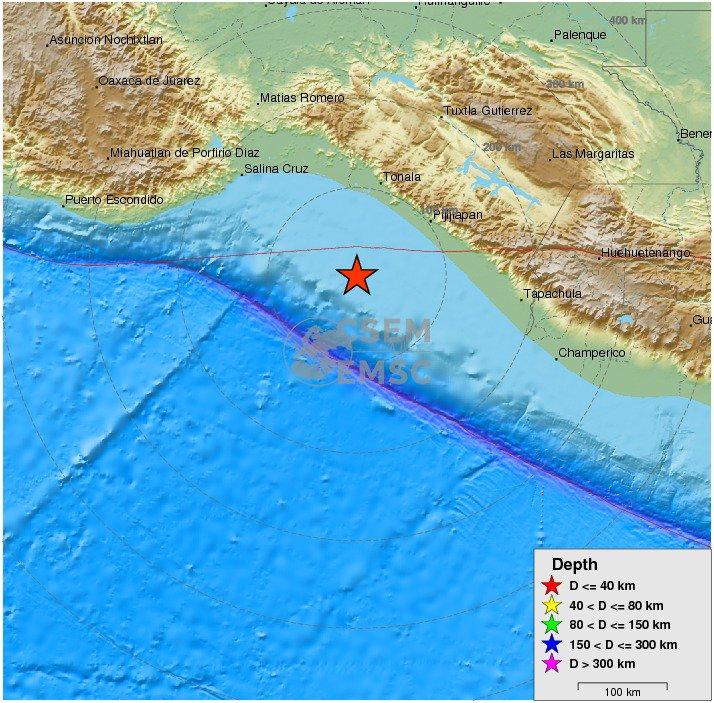 400 km
Palenque
Asuncion Nochixtlan
Oaxaca de Juarez
300 km
Matias Romero
Tuxtla Gutierrez
Miahuatlan de Porfirio Diaz
200 km
Las Margaritas
Salina Cruz
Tonala
Puerto Escondido
Pijijiapan
Huehuetenango
Tapachula
CSEM
EMSC
Champerico
Depth
D <= 40 km
40 < D <= 80 km
80 < D <= 150 km
150 < D <= 300 km
D > 300 km
100 km